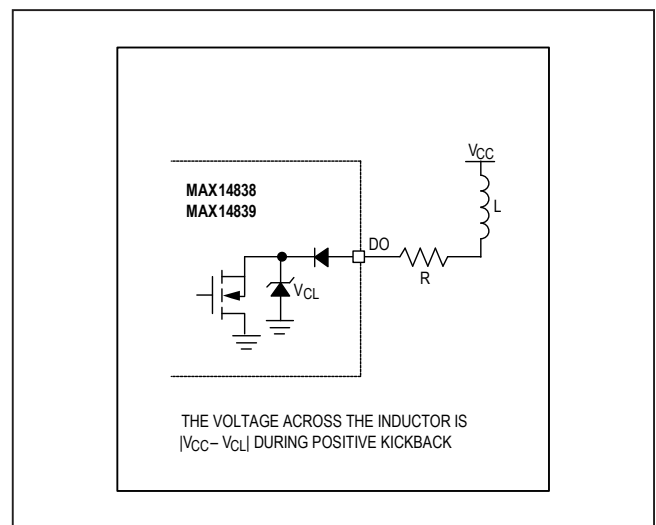 VCC
MAX14838
MAX14839
L
DO
R
VCL
THE VOLTAGE ACROSS THE INDUCTOR IS
|VCC– VCL| DURING POSITIVE KICKBACK